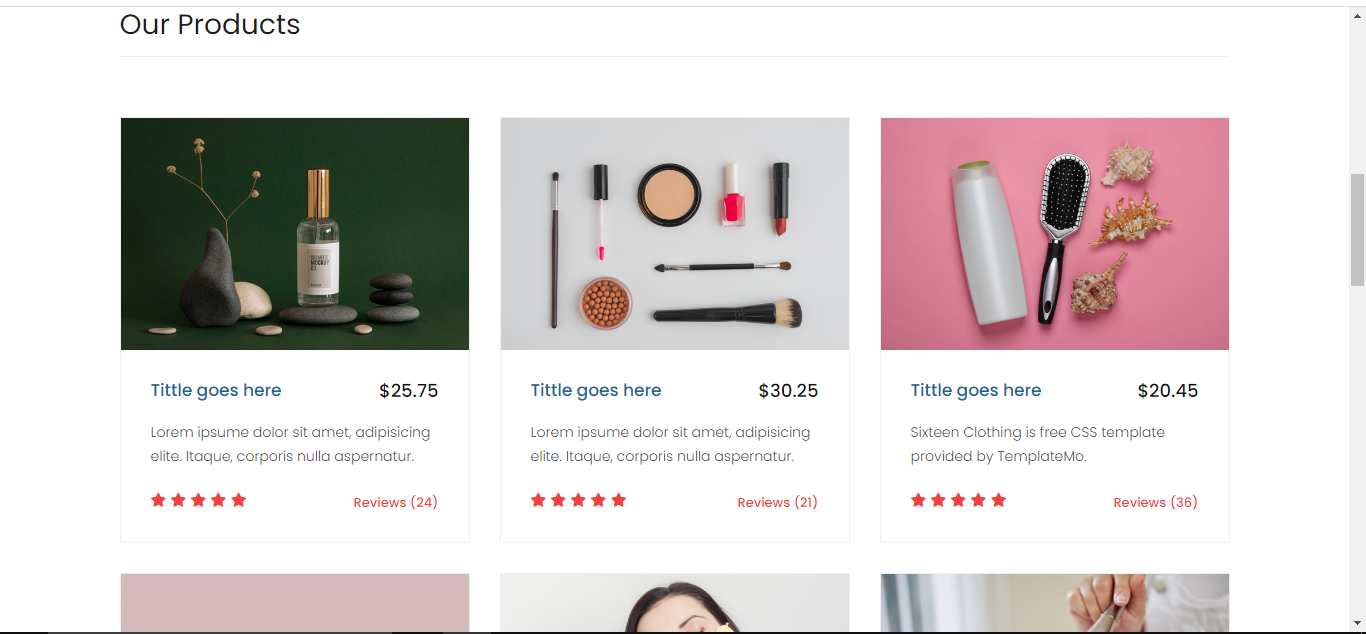 Our Products
COSMETIC
MOCKUP
Tittle goes here $25.75
Lorem ipsume dolor sit amet, adipisicing
elite. Itaque, corporis nulla aspernatur.
Reviews (24)
Tittle goes here $30.25
Lorem ipsume dolor sit amet, adipisicing
elite. Itaque, corporis nulla aspernatur.
Reviews (21)
Tittle goes here $20.45
Sixteen Clothing is free CSS template
provided by TemplateMo.
Reviews (36)